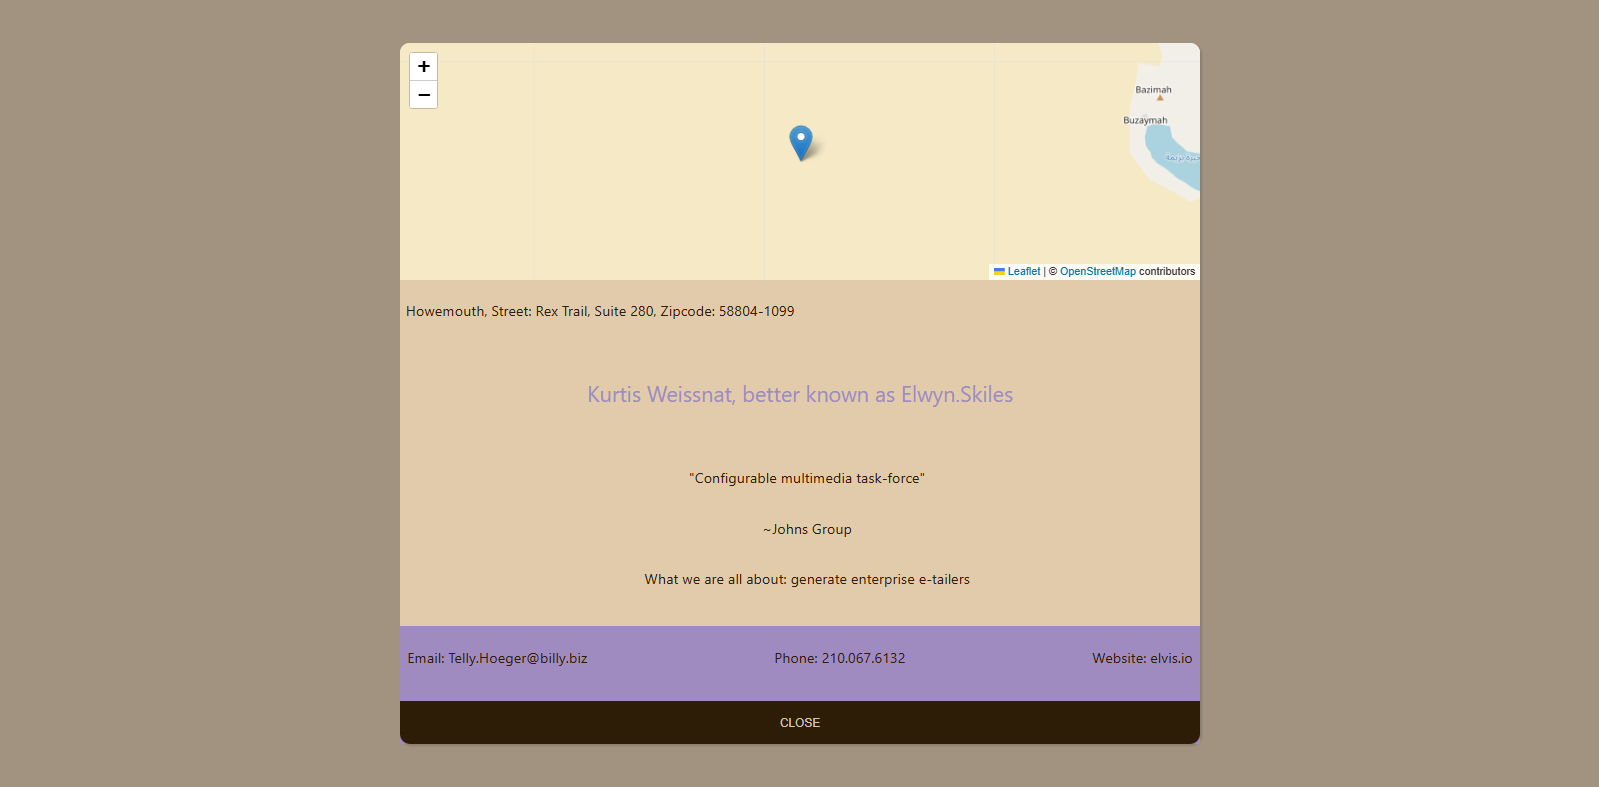 +
−
Bazimah
Buzaymah
Leaflet | © OpenStreetMap contributors
Howemouth, Street: Rex Trail, Suite 280, Zipcode: 58804-1099
Kurtis Weissnat, better known as Elwyn.Skiles
"Configurable multimedia task-force"
~Johns Group
What we are all about: generate enterprise e-tailers
Email: Telly.Hoeger@billy.biz Phone: 210.067.6132 Website: elvis.io
CLOSE